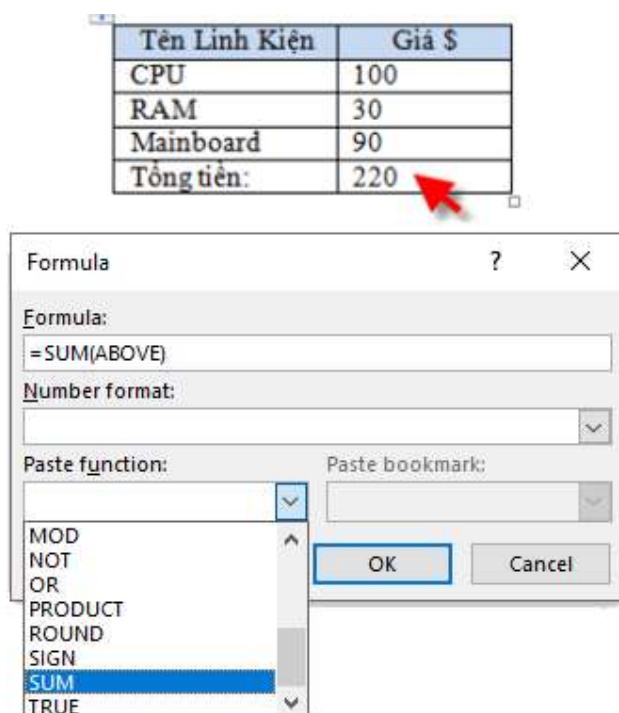 Tên Linh Kiện Giá $
CPU 100
RAM 30
Mainboard 90
Tổng tiền: 220
Formula ? ×
Formula:
=SUM(ABOVE)
Number format:
Paste function: Paste bookmark:
MOD
NOT
OR
PRODUCT
ROUND
SIGN
SUM
TRUE
OK Cancel